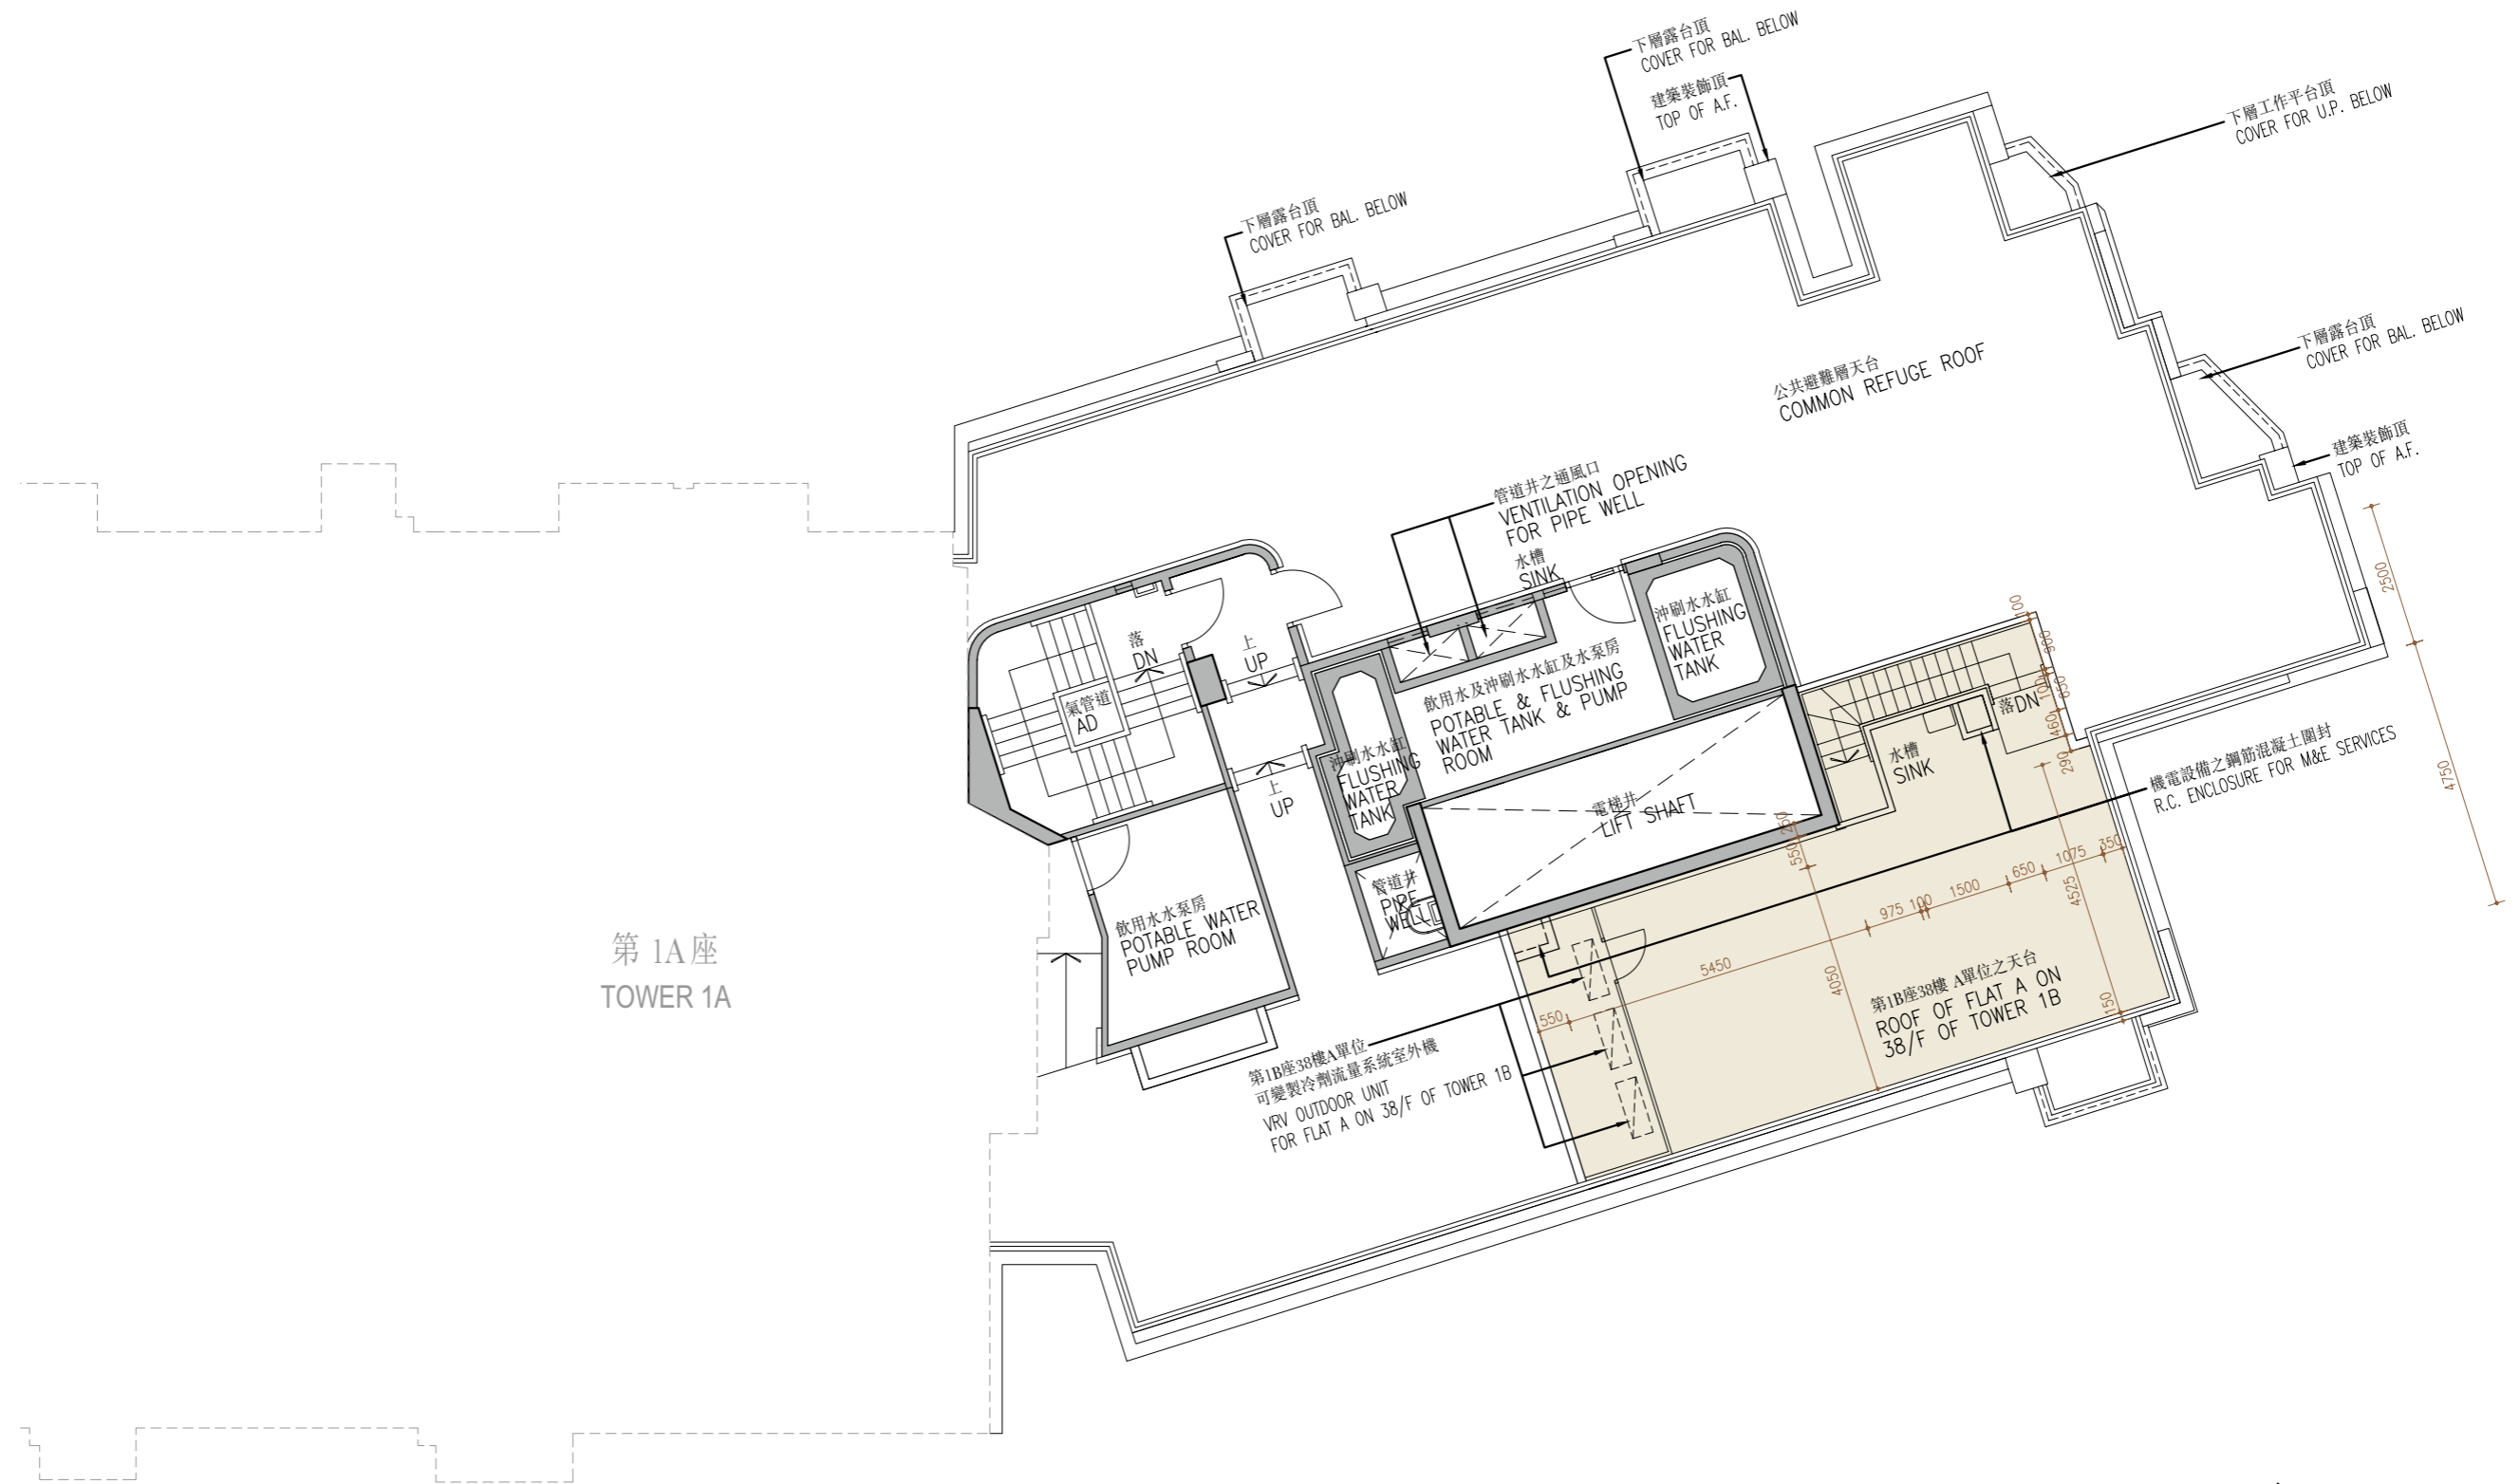 下層露台頂
COVER FOR BAL. BELOW
建築裝飾頂
TOP OF A.F.
下層工作平台頂
COVER FOR U.P. BELOW
下層露台頂
COVER FOR BAL. BELOW
下層露台頂
COVER FOR BAL. BELOW
公共避難層天台
COMMON REFUGE ROOF
建築裝飾頂
TOP OF A.F.
管道井之通風口
VENTILATION OPENING
FOR PIPE WELL
水槽
SINK
沖刷水水缸
FLUSHING
WATER
TANK
落
DN
上
UP
氣管道
AD
飲用水及沖刷水水缸及水泵房
POTABLE & FLUSHING
WATER TANK & PUMP
ROOM
沖刷水水缸
FLUSHING
WATER
TANK
上
UP
電梯井
LIFT SHAFT
水槽
SINK
落DN
機電設備之鋼筋混凝土圍封
R.C. ENCLOSURE FOR M&E SERVICES
管道井
PIPE
WELL
飲用水水泵房
POTABLE WATER
PUMP ROOM
第 1A座
TOWER 1A
第1B座38樓A單位
可變製冷劑流量系統室外機
VRV OUTDOOR UNIT
FOR FLAT A ON 38/F OF TOWER 1B
第1B座38樓 A單位之天台
ROOF OF FLAT A ON
38/F OF TOWER 1B
2500
4750
100
900
100
650
460
290
250
550
550
5450
975
100
1500
650
1075
350
4050
4525
150